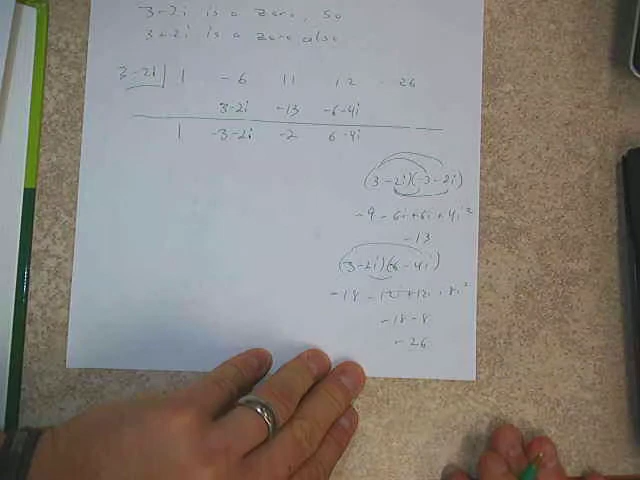 3-2i is a zero, so
3+2i is a zero also
3-2i| 1 -6 11 12 -26
3-2i -13 -6+4i
1 -3-2i -2 6-4i
(3-2i)(-3-2i)
-9-6i+6i+4i²
-13
(3-2i)(6-4i)
-18-12i+12i+8i²
-18-8
-26